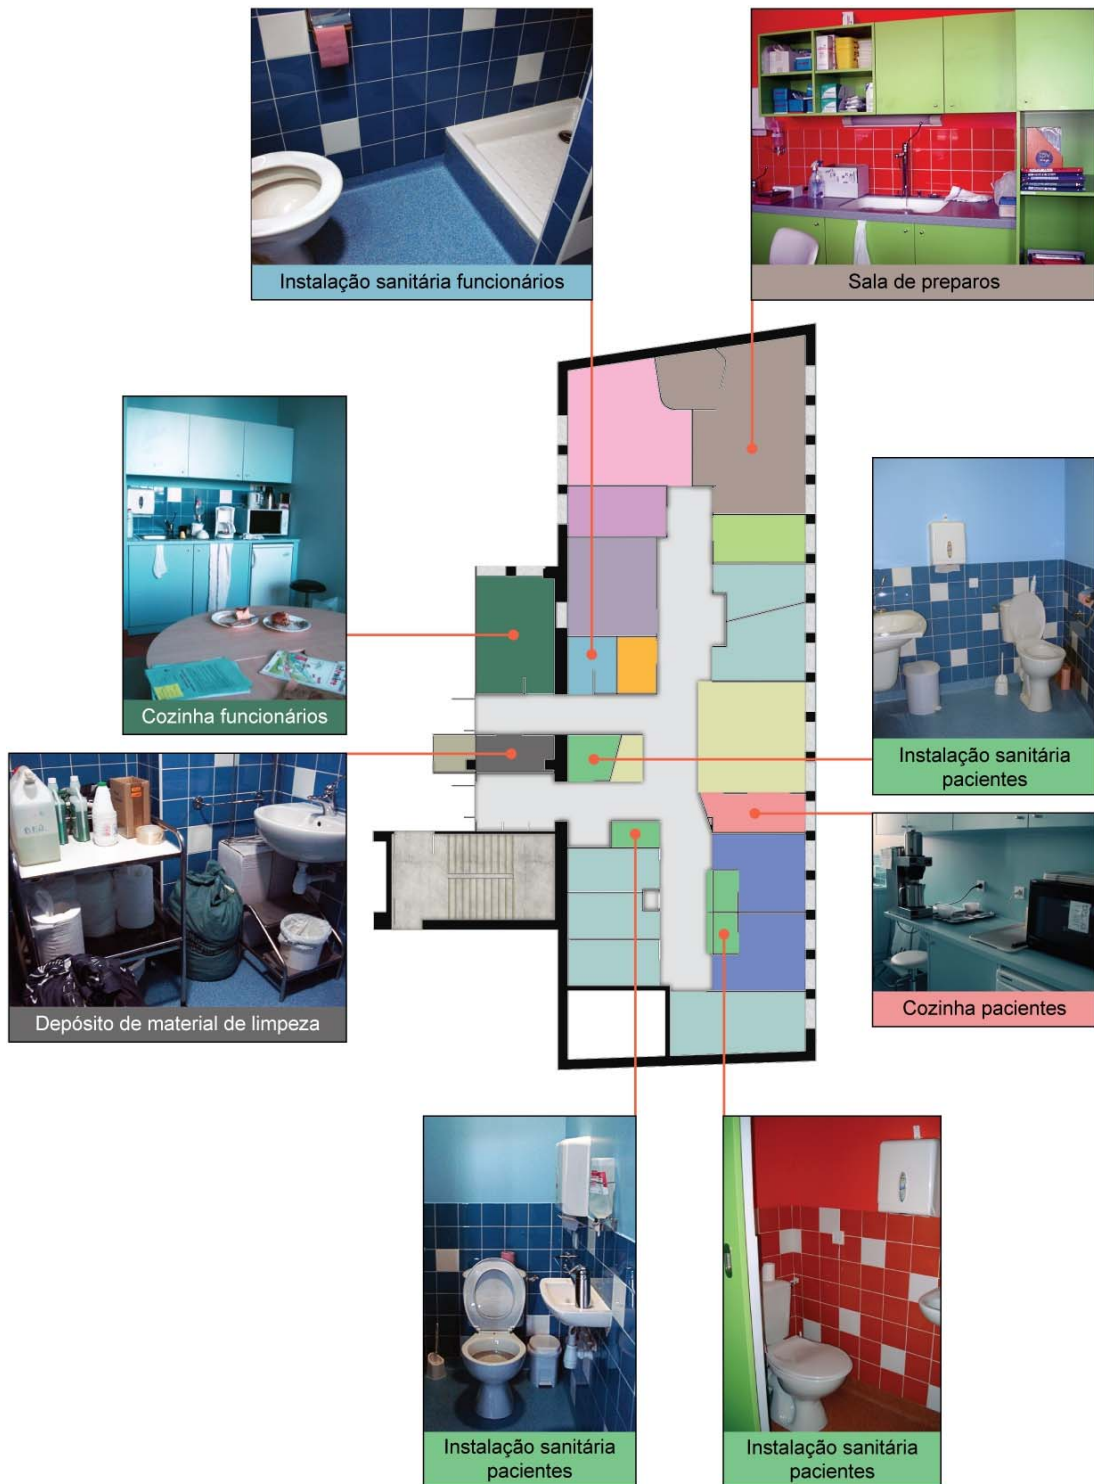 Instalação sanitária funcionários
Sala de preparos
Cozinha funcionários
Instalação sanitária
pacientes
Depósito de material de limpeza
Cozinha pacientes
Instalação sanitária
pacientes
Instalação sanitária
pacientes